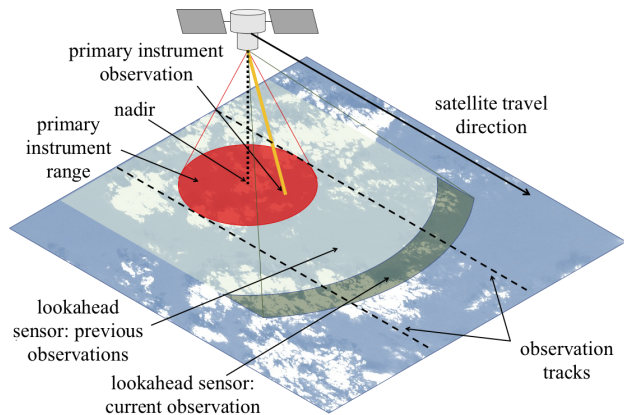 primary instrument
observation
nadir
primary
instrument
range
satellite travel
direction
lookahead
sensor: previous
observations
lookahead sensor:
current observation
observation
tracks